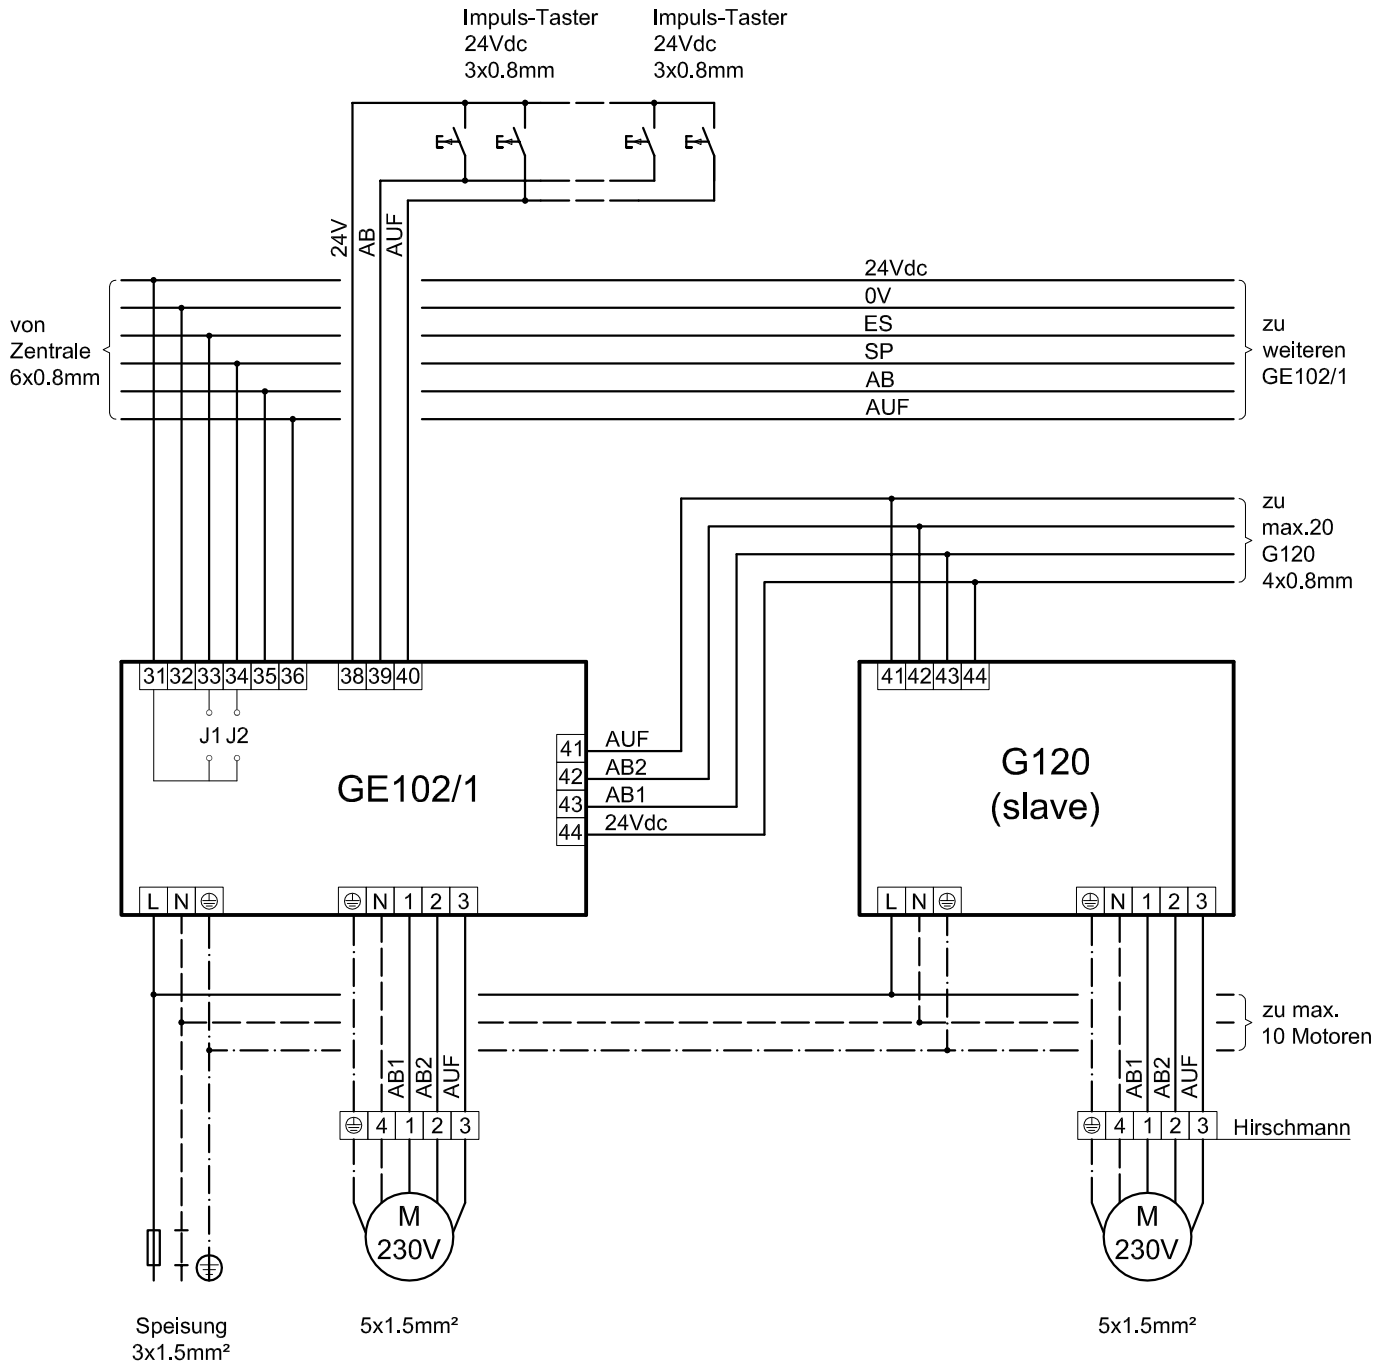 Impuls-Taster
24Vdc
3x0.8mm
Impuls-Taster
24Vdc
3x0.8mm
24V
AB
AUF
von
Zentrale
6x0.8mm
24Vdc
0V
ES
SP
AB
AUF
zu
weiteren
GE102/1
zu
max.20
G120
4x0.8mm
31 32 33 34 35 36
38 39 40
J1 J2
GE102/1
41 AUF
42 AB2
43 AB1
44 24Vdc
41 42 43 44
G120
(slave)
L N
N 1 2 3
L N
N 1 2 3
zu max.
10 Motoren
AB1
AB2
AUF
AB1
AB2
AUF
4 1 2 3
4 1 2 3
Hirschmann
M
230V
M
230V
Speisung
3x1.5mm²
5x1.5mm²
5x1.5mm²